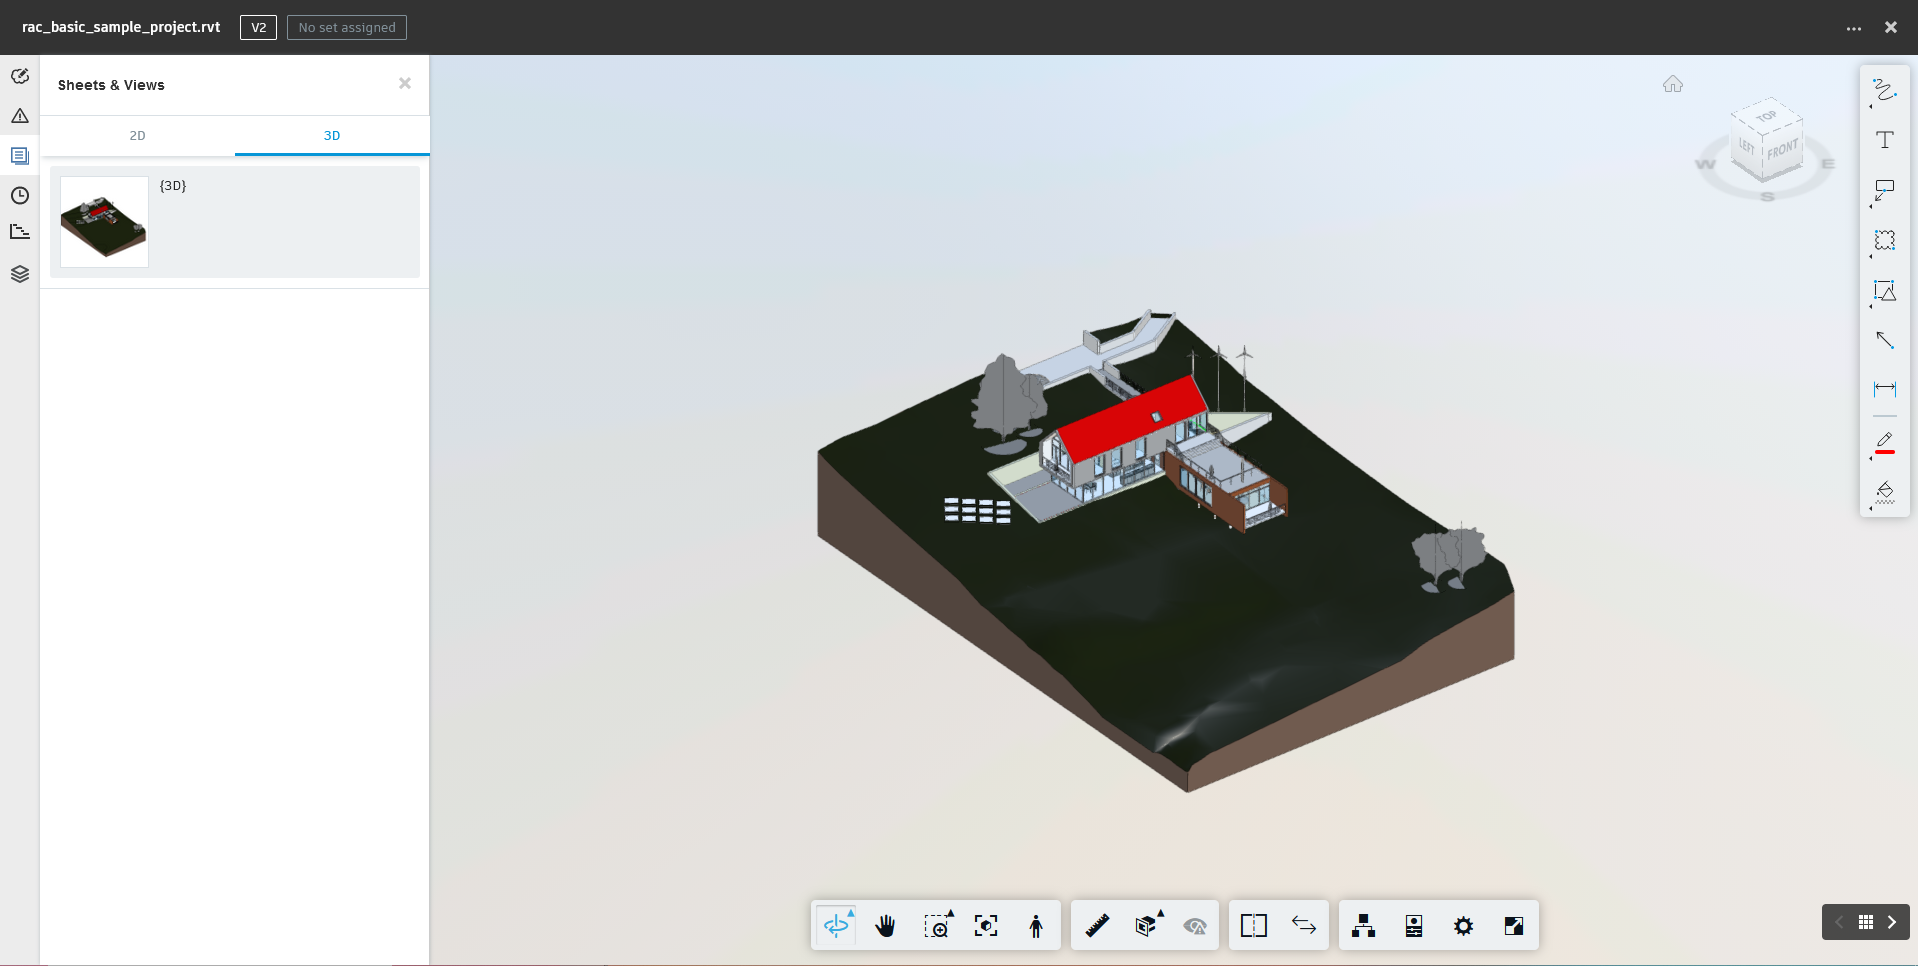 rac_basic_sample_project.rvt V2 No set assigned
Sheets & Views
2D 3D
{3D}
TOP
LEFT FRONT
W E
S